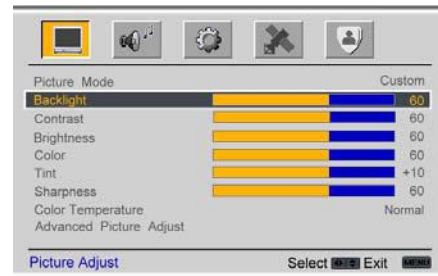 Picture Mode Custom
Backlight 60
Contrast 60
Brightness 60
Color 60
Tint +10
Sharpness 60
Color Temperature Normal
Advanced Picture Adjust
Picture Adjust Select Exit MENU